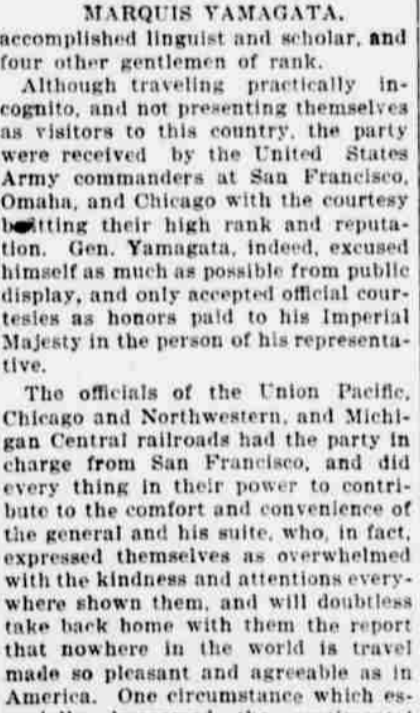 MARQUIS YAMAGATA.
accomplished linguist and scholar, and
four other gentlemen of rank.
Although traveling practically in-
cognito, and not presenting themselves
as visitors to this country, the party
were received by the United States
Army commanders at San Francisco,
Omaha, and Chicago with the courtesy
befitting their high rank and reputa-
tion. Gen. Yamagata, indeed, excused
himself as much as possible from public
display, and only accepted official cour-
tesies as honors paid to his Imperial
Majesty in the person of his representa-
tive.
The officials of the Union Pacific,
Chicago and Northwestern, and Michi-
gan Central railroads had the party in
charge from San Francisco, and did
every thing in their power to contri-
bute to the comfort and convenience of
the general and his suite, who, in fact,
expressed themselves as overwhelmed
with the kindness and attentions every-
where shown them, and will doubtless
take back home with them the report
that nowhere in the world is travel
made so pleasant and agreeable as in
America. One circumstance which es-